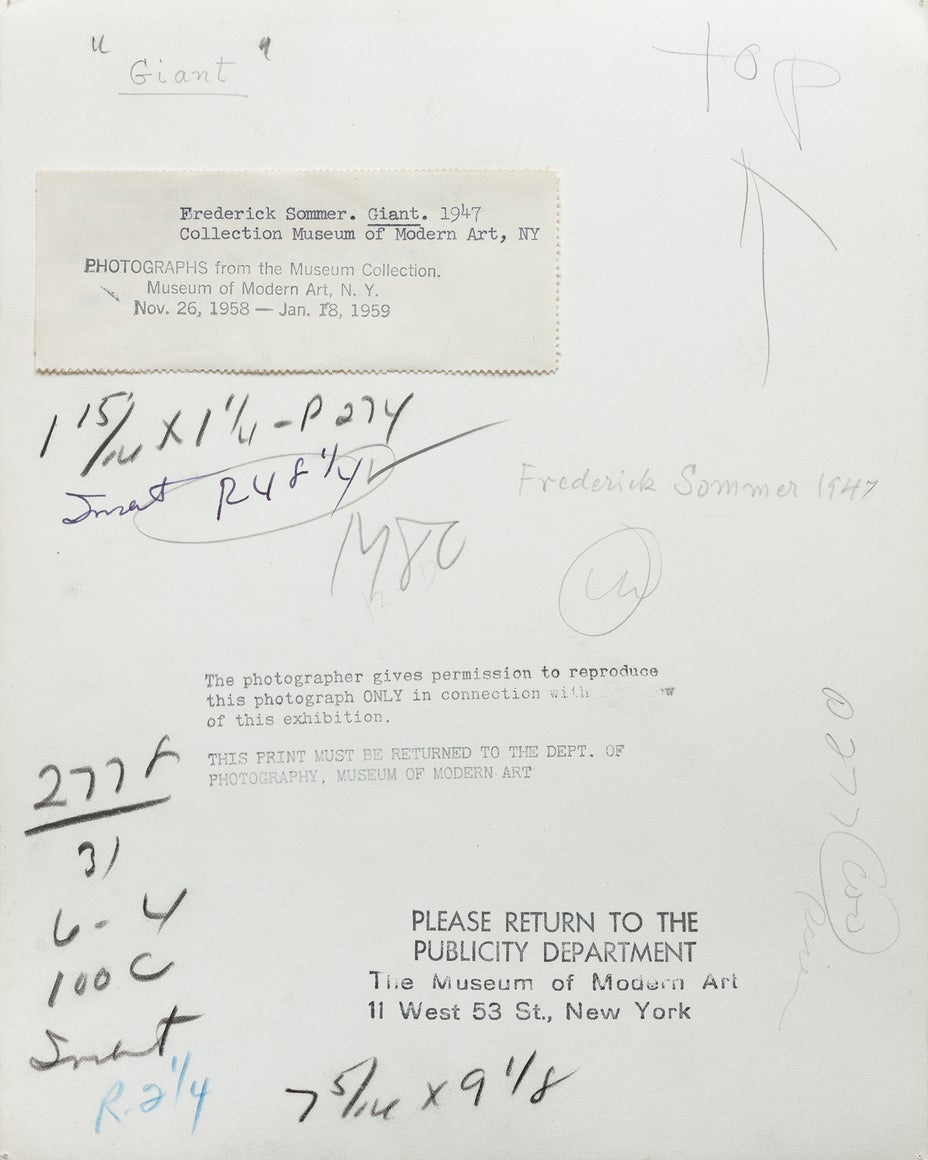 "Giant"
top
Frederick Sommer. Giant. 1947
Collection Museum of Modern Art, NY
PHOTOGRAPHS from the Museum Collection.
Museum of Modern Art, N. Y.
Nov. 26, 1958 — Jan. 18, 1959
1 15/16 X 1 1/4 - P 274
Insert R48 1/4
Frederick Sommer 1947
The photographer gives permission to reproduce
this photograph ONLY in connection with
of this exhibition.
THIS PRINT MUST BE RETURNED TO THE DEPT. OF
PHOTOGRAPHY, MUSEUM OF MODERN ART
277A
31
6-4
100 C
Insert
R. 2 1/4
PLEASE RETURN TO THE
PUBLICITY DEPARTMENT
The Museum of Modern Art
11 West 53 St., New York
7 5/16 x 9 1/8